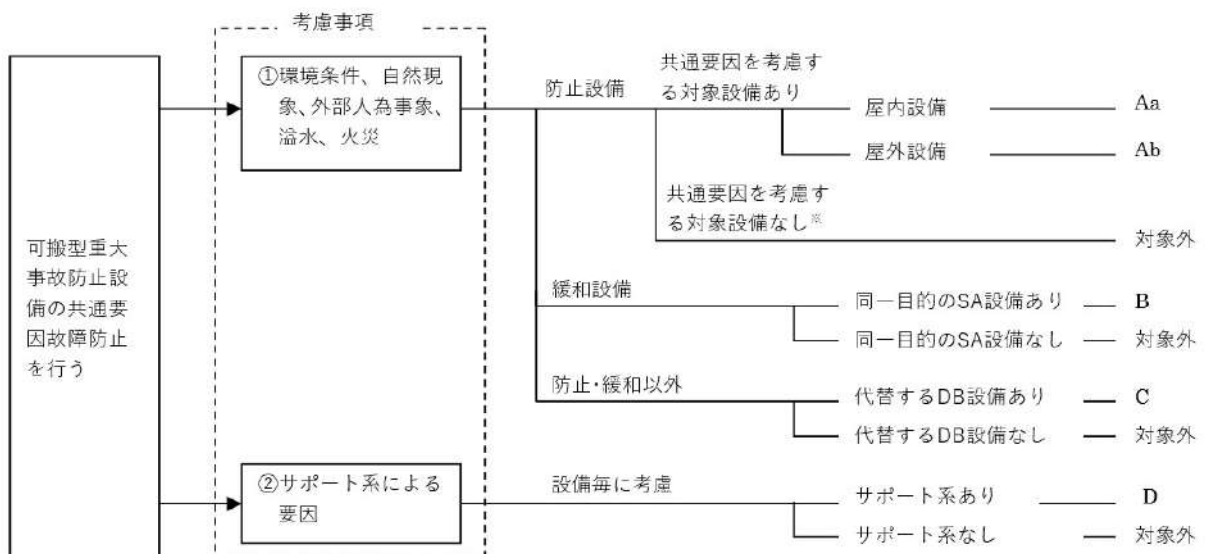 考慮事項
可搬型重大
事故防止設
備の共通要
因故障防止
を行う
①環境条件、自然現
象、外部人為事象、
溢水、火災
防止設備
共通要因を考慮す
る対象設備あり
屋内設備
Aa
屋外設備
Ab
共通要因を考慮す
る対象設備なし※
対象外
緩和設備
同一目的のSA設備あり
B
同一目的のSA設備なし
対象外
防止・緩和以外
代替するDB設備あり
C
代替するDB設備なし
対象外
②サポート系による
要因
設備毎に考慮
サポート系あり
D
サポート系なし
対象外